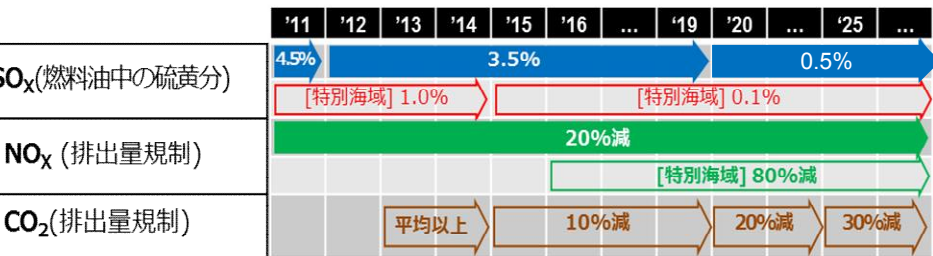 ’11 ’12 ’13 ’14 ’15 ’16 ... ‘19 ’20 ... ‘25 ...
SOX(燃料油中の硫黄分) 4.5% 3.5% 0.5%
[特別海域] 1.0% [特別海域] 0.1%
NOX (排出量規制) 20%減
[特別海域] 80%減
CO2(排出量規制) 平均以上 10%減 20%減 30%減